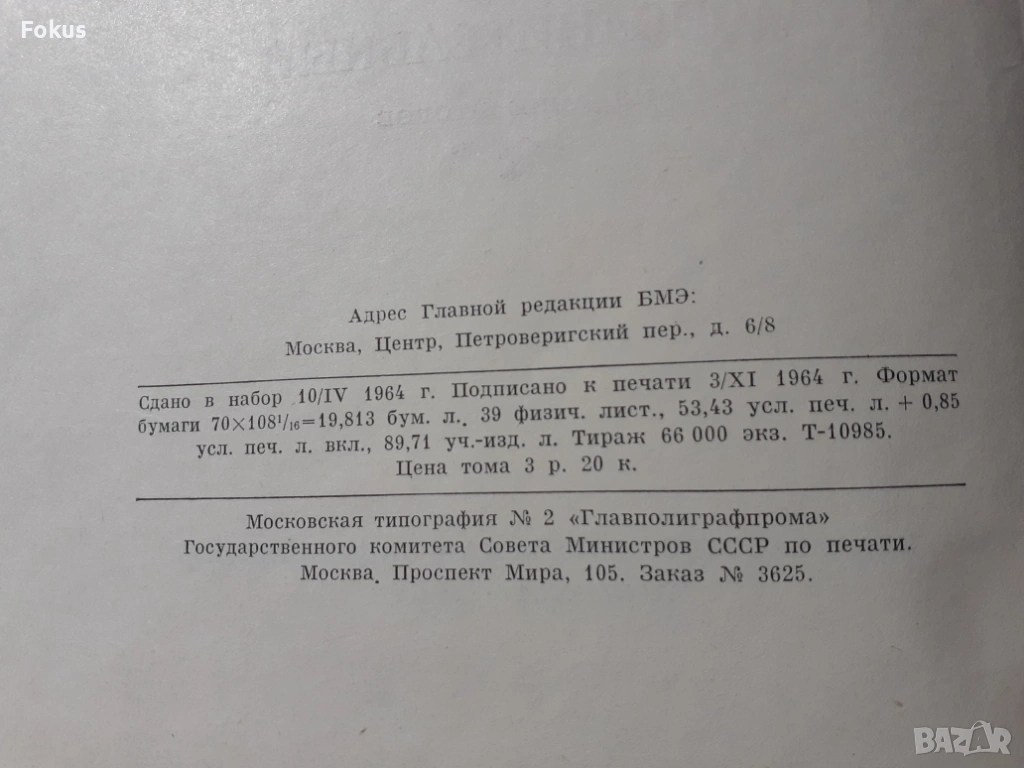 Fokus
Адрес Главной редакции БМЭ:
Москва, Центр, Петроверигский пер., д. 6/8
Сдано в набор 10/IV 1964 г. Подписано к печати 3/XI 1964 г. Формат
бумаги 70×108¹/₁₆=19,813 бум. л. 39 физич. лист., 53,43 усл. печ. л. + 0,85
усл. печ. л. вкл., 89,71 уч.-изд. л. Тираж 66 000 экз. Т-10985.
Цена тома 3 р. 20 к.
Московская типография № 2 «Главполиграфпрома»
Государственного комитета Совета Министров СССР по печати.
Москва. Проспект Мира, 105. Заказ № 3625.
BAZAR